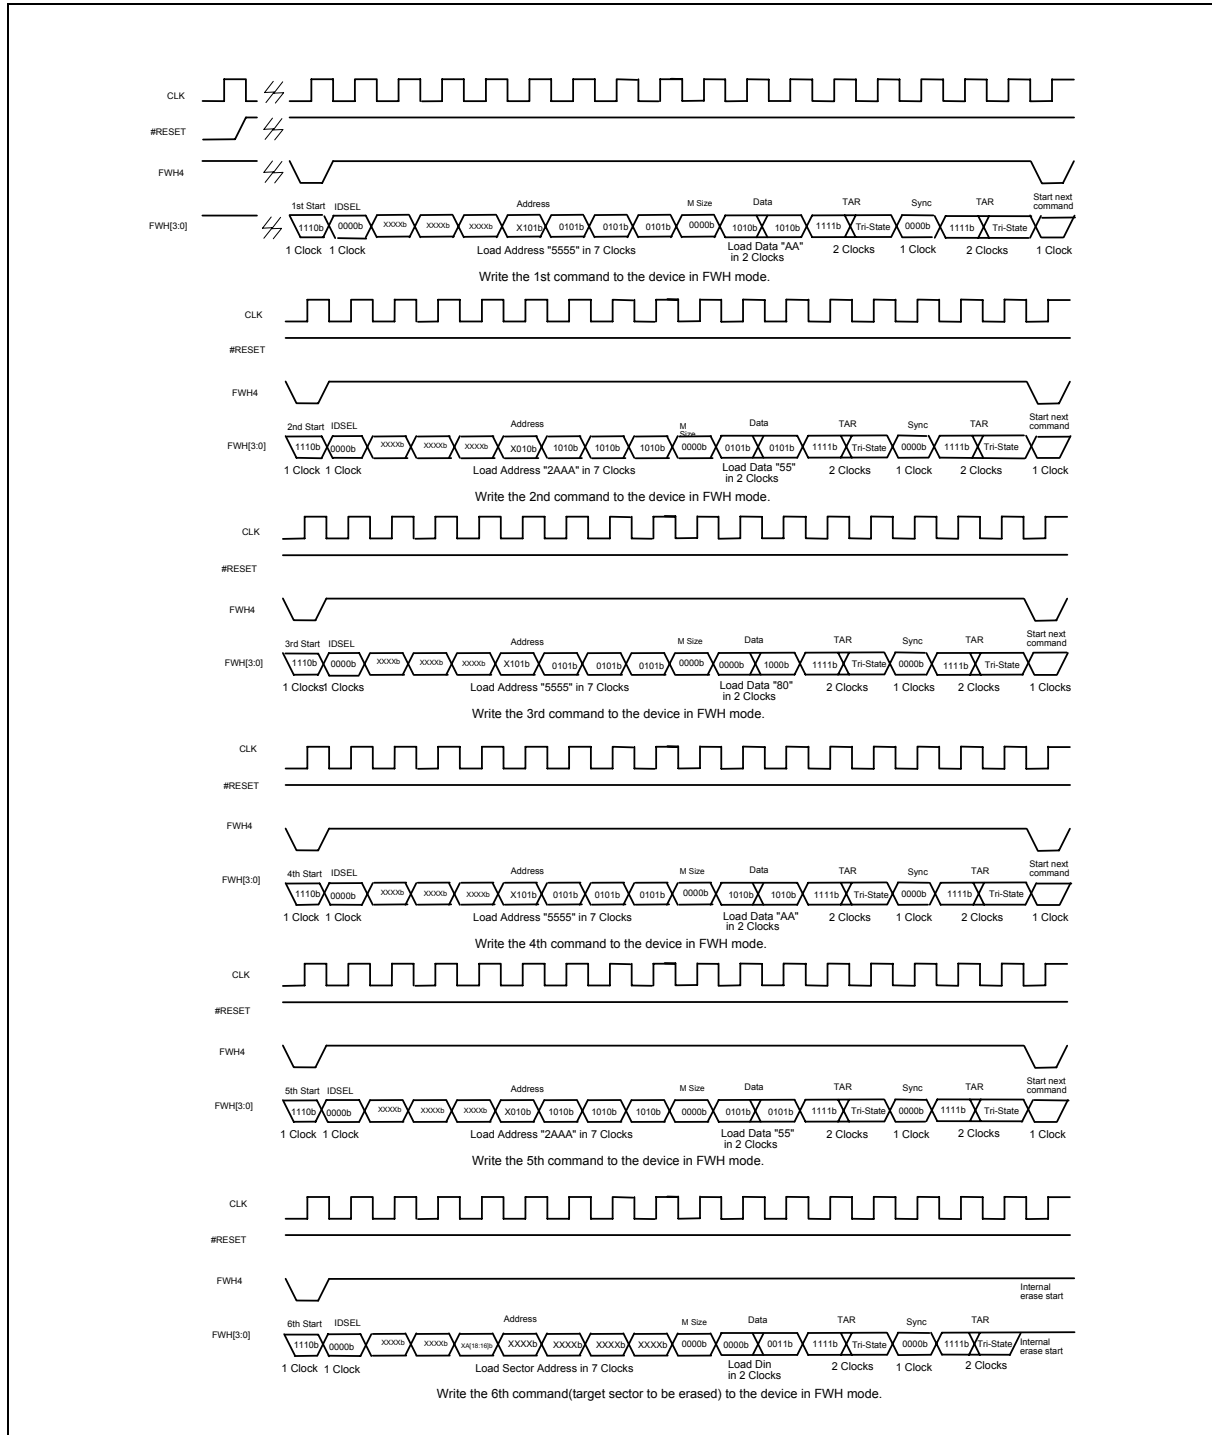 CLK
#RESET
FWH4
1st Start IDSEL Address M Size Data TAR Sync TAR Start next command
FWH[3:0] 1110b 0000b XXXXb XXXXb XXXXb X101b 0101b 0101b 0101b 0000b 1010b 1010b 1111b Tri-State 0000b 1111b Tri-State
1 Clock 1 Clock Load Address "5555" in 7 Clocks Load Data "AA" in 2 Clocks 2 Clocks 1 Clock 2 Clocks 1 Clock
Write the 1st command to the device in FWH mode.
CLK
#RESET
FWH4
2nd Start IDSEL Address M Size Data TAR Sync TAR Start next command
FWH[3:0] 1110b 0000b XXXXb XXXXb XXXXb X010b 1010b 1010b 1010b 0000b 0101b 0101b 1111b Tri-State 0000b 1111b Tri-State
1 Clock 1 Clock Load Address "2AAA" in 7 Clocks Load Data "55" in 2 Clocks 2 Clocks 1 Clock 2 Clocks 1 Clock
Write the 2nd command to the device in FWH mode.
CLK
#RESET
FWH4
3rd Start IDSEL Address M Size Data TAR Sync TAR Start next command
FWH[3:0] 1110b 0000b XXXXb XXXXb XXXXb X101b 0101b 0101b 0101b 0000b 0000b 1000b 1111b Tri-State 0000b 1111b Tri-State
1 Clocks 1 Clocks Load Address "5555" in 7 Clocks Load Data "80" in 2 Clocks 2 Clocks 1 Clocks 2 Clocks 1 Clocks
Write the 3rd command to the device in FWH mode.
CLK
#RESET
FWH4
4th Start IDSEL Address M Size Data TAR Sync TAR Start next command
FWH[3:0] 1110b 0000b XXXXb XXXXb XXXXb X101b 0101b 0101b 0101b 0000b 1010b 1010b 1111b Tri-State 0000b 1111b Tri-State
1 Clock 1 Clock Load Address "5555" in 7 Clocks Load Data "AA" in 2 Clocks 2 Clocks 1 Clock 2 Clocks 1 Clock
Write the 4th command to the device in FWH mode.
CLK
#RESET
FWH4
5th Start IDSEL Address M Size Data TAR Sync TAR Start next command
FWH[3:0] 1110b 0000b XXXXb XXXXb XXXXb X010b 1010b 1010b 1010b 0000b 0101b 0101b 1111b Tri-State 0000b 1111b Tri-State
1 Clock 1 Clock Load Address "2AAA" in 7 Clocks Load Data "55" in 2 Clocks 2 Clocks 1 Clock 2 Clocks 1 Clock
Write the 5th command to the device in FWH mode.
CLK
#RESET
FWH4 Internal erase start
6th Start IDSEL Address M Size Data TAR Sync TAR
FWH[3:0] 1110b 0000b XXXXb XXXXb XA[18:16]b XXXXb XXXXb XXXXb XXXXb 0000b 0000b 0011b 1111b Tri-State 0000b 1111b Tri-State Internal erase start
1 Clock 1 Clock Load Sector Address in 7 Clocks Load Din in 2 Clocks 2 Clocks 1 Clock 2 Clocks
Write the 6th command(target sector to be erased) to the device in FWH mode.